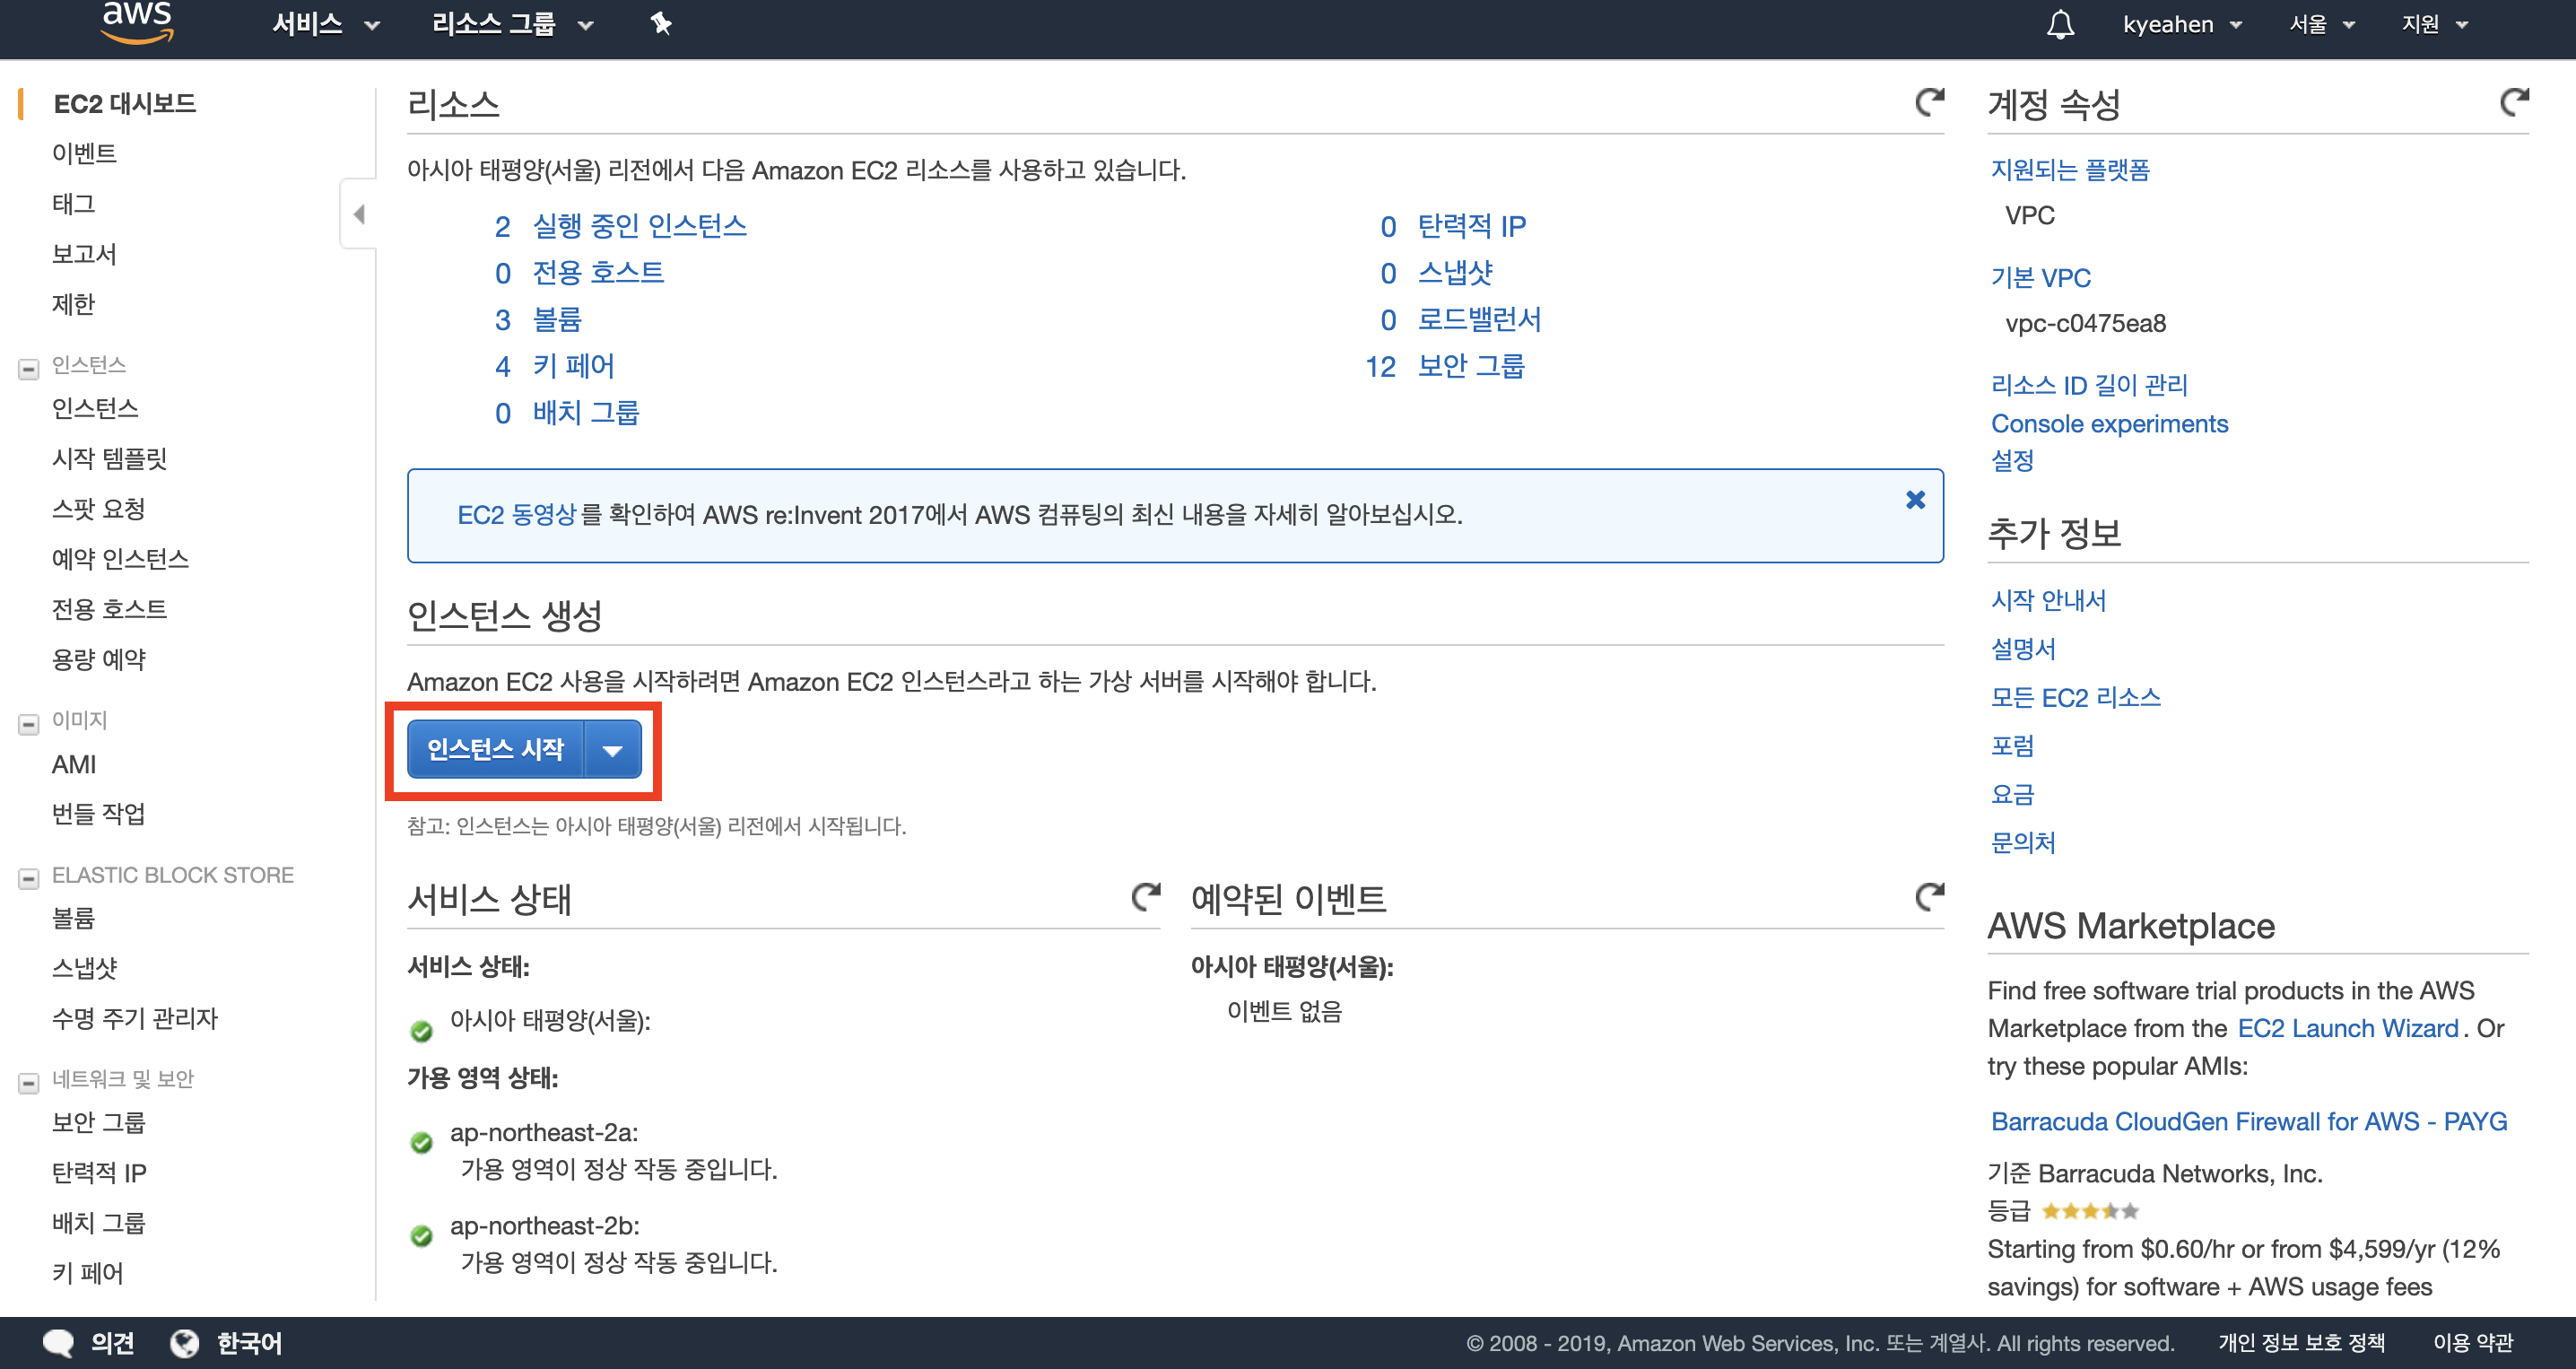 aws
서비스
리소스 그룹
kyeahen
서울
지원
EC2 대시보드
이벤트
태그
보고서
제한
인스턴스
인스턴스
시작 템플릿
스팟 요청
예약 인스턴스
전용 호스트
용량 예약
이미지
AMI
번들 작업
ELASTIC BLOCK STORE
볼륨
스냅샷
수명 주기 관리자
네트워크 및 보안
보안 그룹
탄력적 IP
배치 그룹
키 페어
리소스
아시아 태평양(서울) 리전에서 다음 Amazon EC2 리소스를 사용하고 있습니다.
2 실행 중인 인스턴스
0 탄력적 IP
0 전용 호스트
0 스냅샷
3 볼륨
0 로드밸런서
4 키 페어
12 보안 그룹
0 배치 그룹
EC2 동영상 를 확인하여 AWS re:Invent 2017에서 AWS 컴퓨팅의 최신 내용을 자세히 알아보십시오.
인스턴스 생성
Amazon EC2 사용을 시작하려면 Amazon EC2 인스턴스라고 하는 가상 서버를 시작해야 합니다.
인스턴스 시작
참고: 인스턴스는 아시아 태평양(서울) 리전에서 시작됩니다.
서비스 상태
서비스 상태:
아시아 태평양(서울):
가용 영역 상태:
ap-northeast-2a:
가용 영역이 정상 작동 중입니다.
ap-northeast-2b:
가용 영역이 정상 작동 중입니다.
예약된 이벤트
아시아 태평양(서울):
이벤트 없음
계정 속성
지원되는 플랫폼
VPC
기본 VPC
vpc-c0475ea8
리소스 ID 길이 관리
Console experiments
설정
추가 정보
시작 안내서
설명서
모든 EC2 리소스
포럼
요금
문의처
AWS Marketplace
Find free software trial products in the AWS
Marketplace from the EC2 Launch Wizard. Or
try these popular AMIs:
Barracuda CloudGen Firewall for AWS - PAYG
기준 Barracuda Networks, Inc.
등급
Starting from $0.60/hr or from $4,599/yr (12%
savings) for software + AWS usage fees
의견
한국어
© 2008 - 2019, Amazon Web Services, Inc. 또는 계열사. All rights reserved.
개인 정보 보호 정책
이용 약관